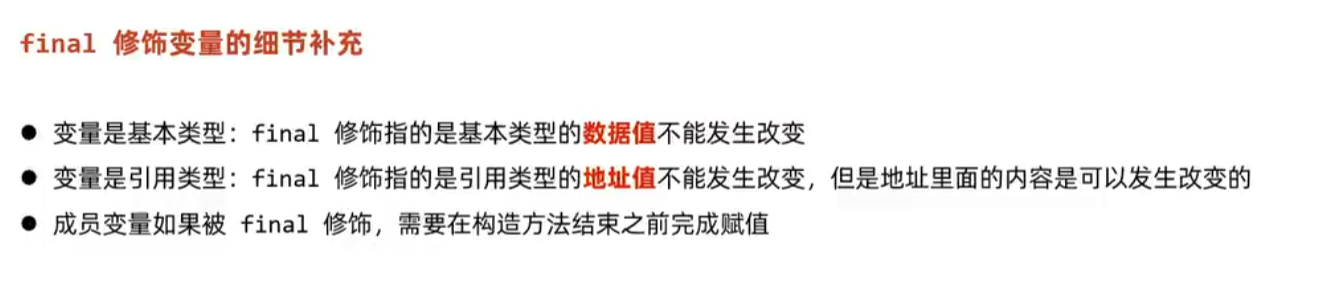 final 修饰变量的细节补充
● 变量是基本类型：final 修饰指的是基本类型的数据值不能发生改变
● 变量是引用类型：final 修饰指的是引用类型的地址值不能发生改变，但是地址里面的内容是可以发生改变的
● 成员变量如果被 final 修饰，需要在构造方法结束之前完成赋值